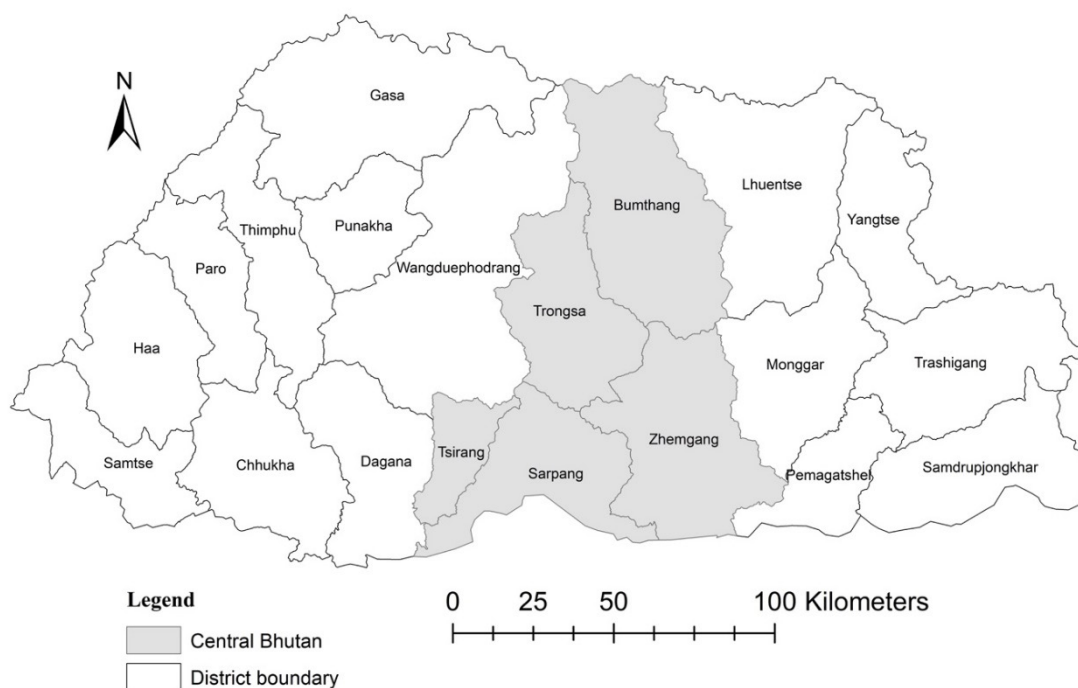 N
Gasa
Lhuentse
Bumthang
Yangtse
Punakha
Thimphu
Paro
Wangduephodrang
Trongsa
Haa
Monggar
Trashigang
Zhemgang
Tsirang
Samtse
Chhukha
Dagana
Sarpang
Pemagatshel
Samdrupjongkhar
Legend
Central Bhutan
District boundary
0 25 50 100 Kilometers